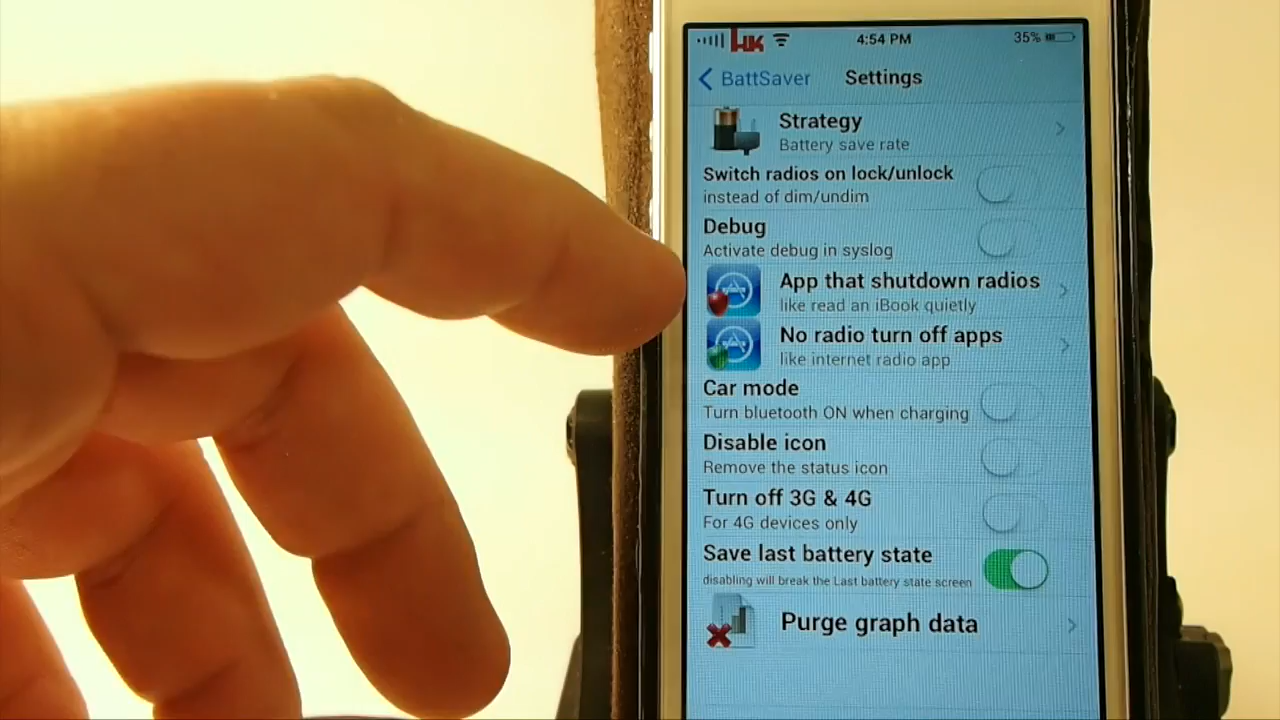 HK 4:54 PM 35%
BattSaver Settings
Strategy
Battery save rate
Switch radios on lock/unlock
instead of dim/undim
Debug
Activate debug in syslog
App that shutdown radios
like read an iBook quietly
No radio turn off apps
like internet radio app
Car mode
Turn bluetooth ON when charging
Disable icon
Remove the status icon
Turn off 3G & 4G
For 4G devices only
Save last battery state
disabling will break the Last battery state screen
Purge graph data